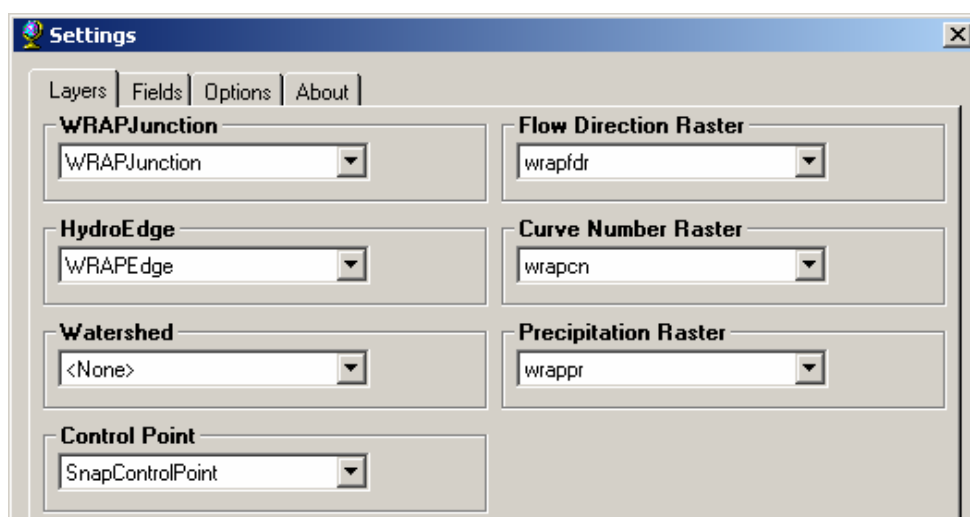 Settings
Layers Fields Options About
WRAPJunction
WRAPJunction
Flow Direction Raster
wrapfdr
HydroEdge
WRAPEdge
Curve Number Raster
wrapcn
Watershed
<None>
Precipitation Raster
wrappr
Control Point
SnapControlPoint